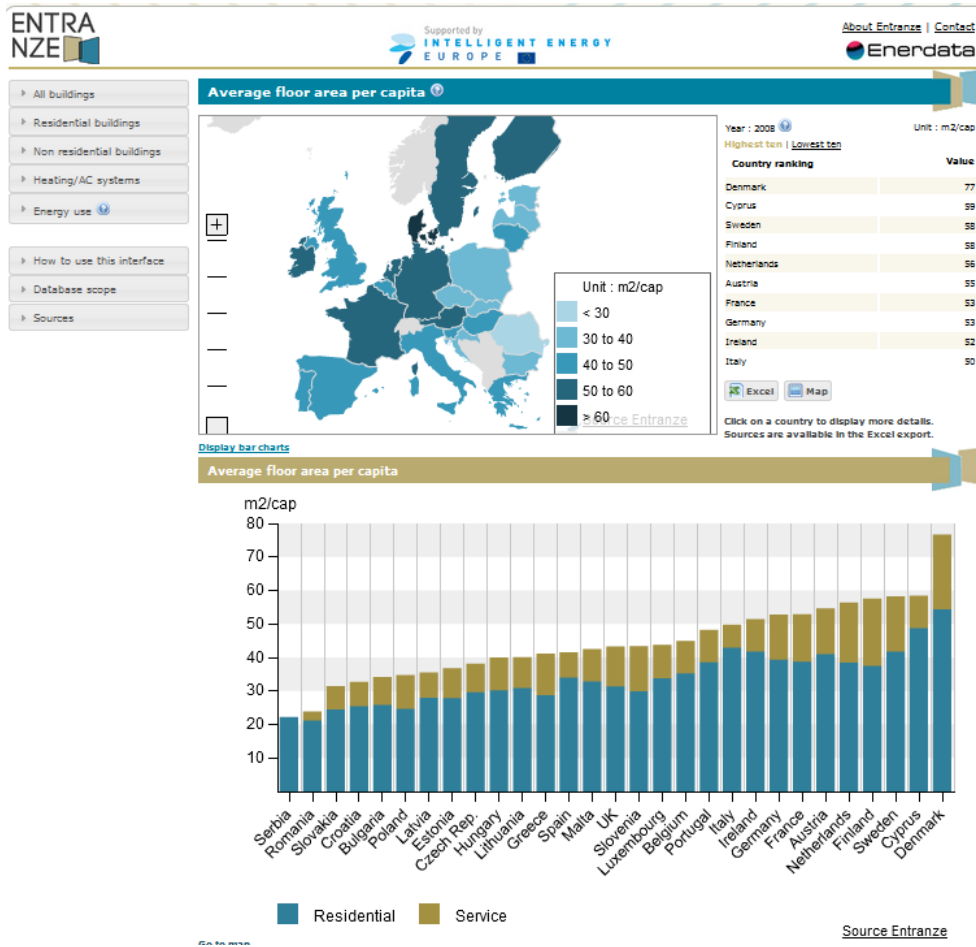 ENTRA
NZE
Supported by
INTELLIGENT ENERGY
EUROPE
About Entranze | Contact
Enerdata
All buildings
Residential buildings
Non residential buildings
Heating/AC systems
Energy use
How to use this interface
Database scope
Sources
Average floor area per capita
+
Unit : m2/cap
< 30
30 to 40
40 to 50
50 to 60
> 60
Source Entranze
Year : 2008 Unit : m2/cap
Highest ten | Lowest ten
Country ranking Value
Denmark 77
Cyprus 59
Sweden 58
Finland 58
Netherlands 56
Austria 55
France 53
Germany 53
Ireland 52
Italy 50
Excel Map
Click on a country to display more details.
Sources are available in the Excel export.
Display bar charts
Average floor area per capita
m2/cap
80
70
60
50
40
30
20
10
Serbia
Romania
Slovakia
Croatia
Bulgaria
Poland
Latvia
Estonia
Czech Rep.
Hungary
Lithuania
Greece
Spain
Malta
UK
Slovenia
Luxembourg
Belgium
Portugal
Italy
Ireland
Germany
France
Austria
Netherlands
Finland
Sweden
Cyprus
Denmark
Residential Service
Source Entranze
Go to map